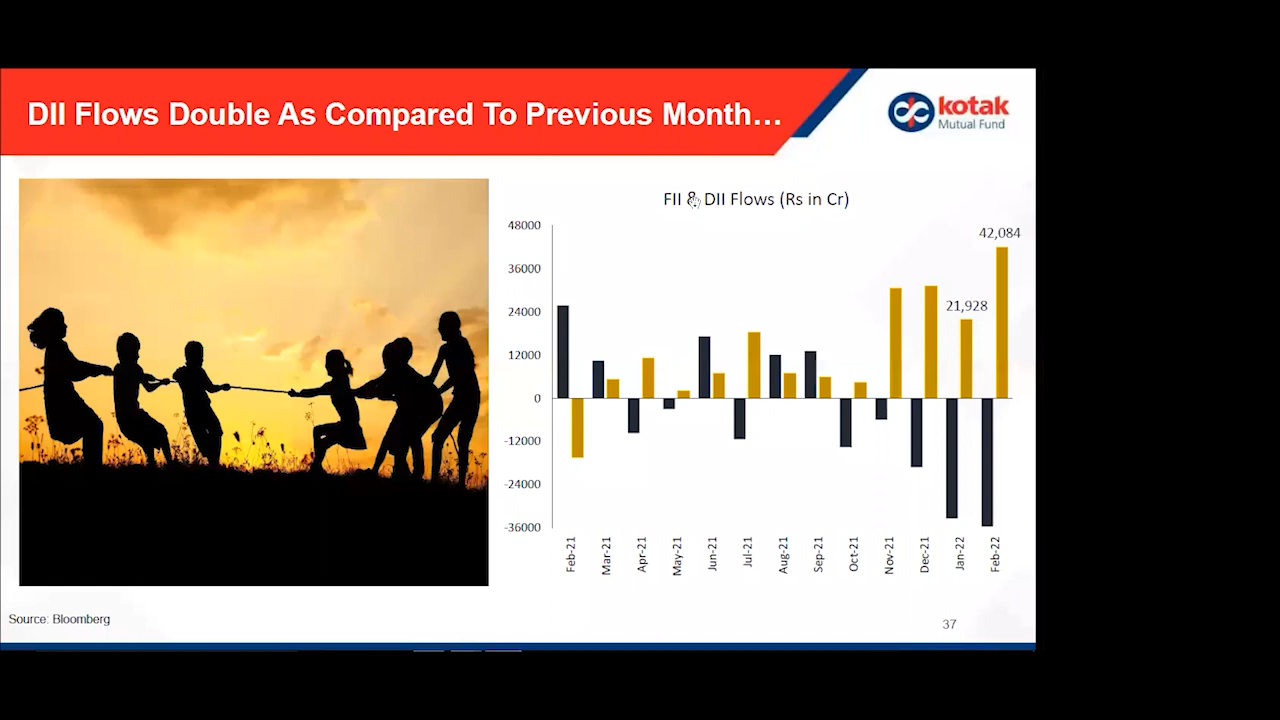 DII Flows Double As Compared To Previous Month…
kotak
Mutual Fund
FII & DII Flows (Rs in Cr)
48000
36000
24000
12000
0
-12000
-24000
-36000
42,084
21,928
Feb-21
Mar-21
Apr-21
May-21
Jun-21
Jul-21
Aug-21
Sep-21
Oct-21
Nov-21
Dec-21
Jan-22
Feb-22
Source: Bloomberg
37